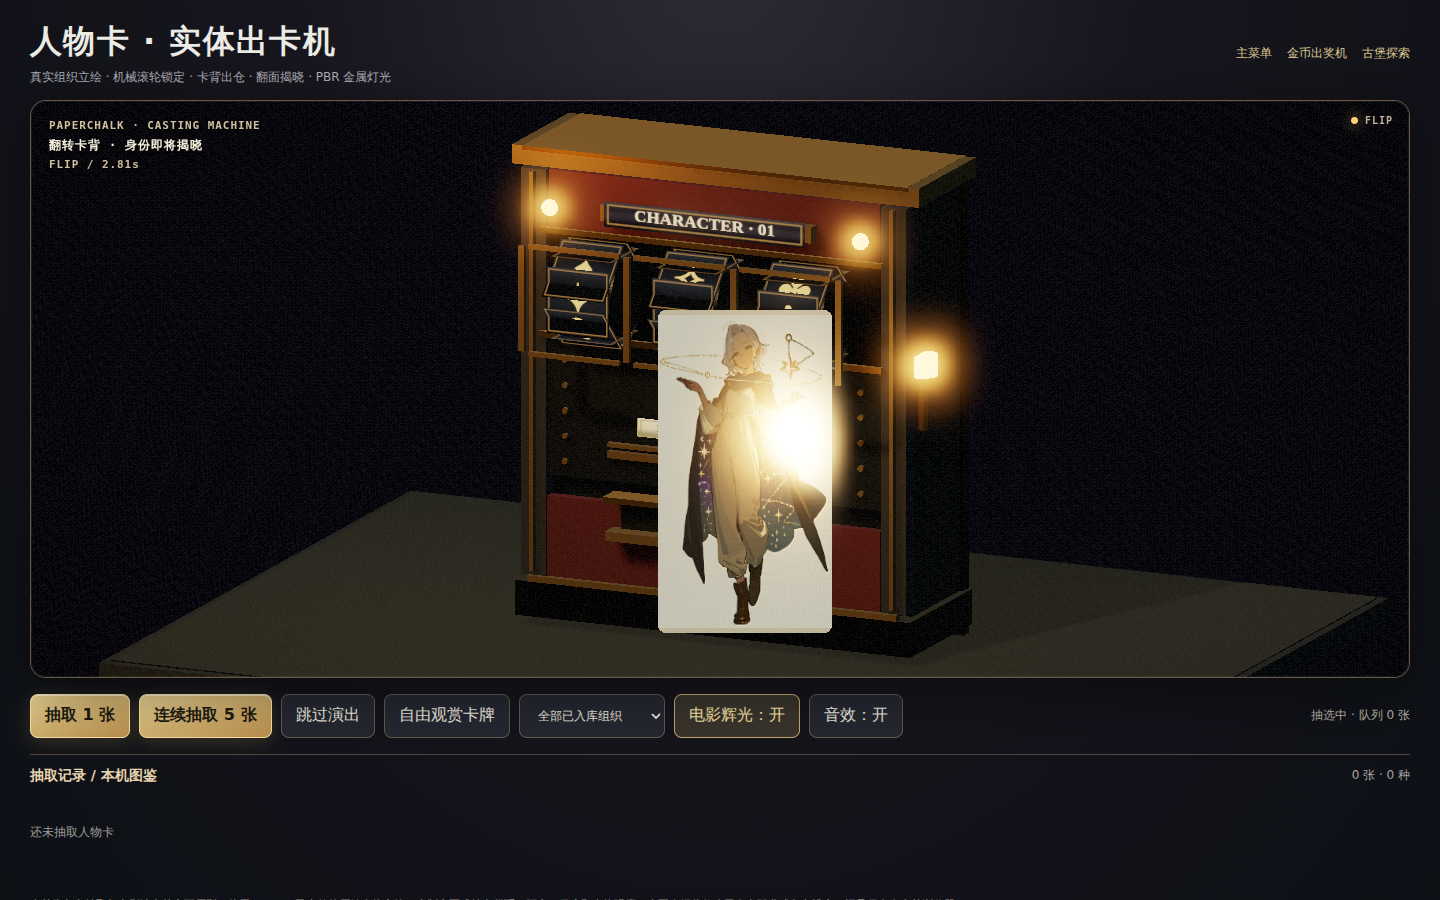 人物卡 · 实体出卡机
真实组织立绘 · 机械滚轮锁定 · 卡背出仓 · 翻面揭晓 · PBR 金属灯光
主菜单 金币出奖机 古堡探索
PAPERCHALK · CASTING MACHINE
翻转卡背 · 身份即将揭晓
FLIP / 2.81s
FLIP
CHARACTER · 01
抽取 1 张 连续抽取 5 张 跳过演出 自由观赏卡牌 全部已入库组织 电影辉光：开 音效：开
抽选中 · 队列 0 张
抽取记录 / 本机图鉴
0 张 · 0 种
还未抽取人物卡